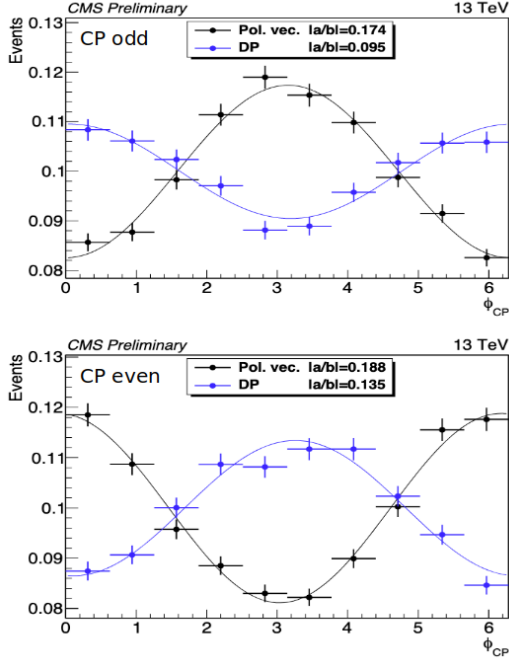 CMS Preliminary 13 TeV
Events
CP odd
Pol. vec. |a/b|=0.174
DP |a/b|=0.095
0.13
0.12
0.11
0.1
0.09
0.08
0 1 2 3 4 5 6
ϕCP
CMS Preliminary 13 TeV
Events
CP even
Pol. vec. |a/b|=0.188
DP |a/b|=0.135
0.13
0.12
0.11
0.1
0.09
0.08
0 1 2 3 4 5 6
ϕCP